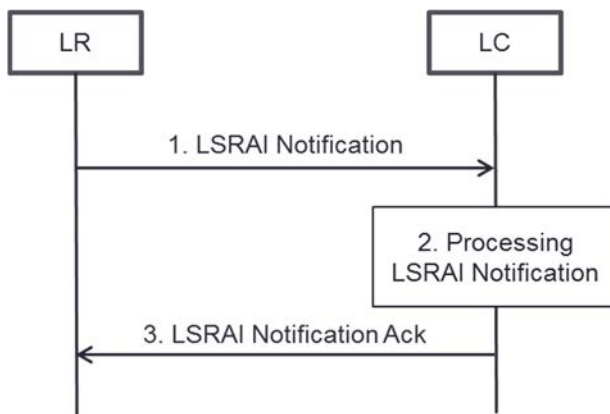 LR
LC
1. LSRAI Notification
2. Processing
LSRAI Notification
3. LSRAI Notification Ack